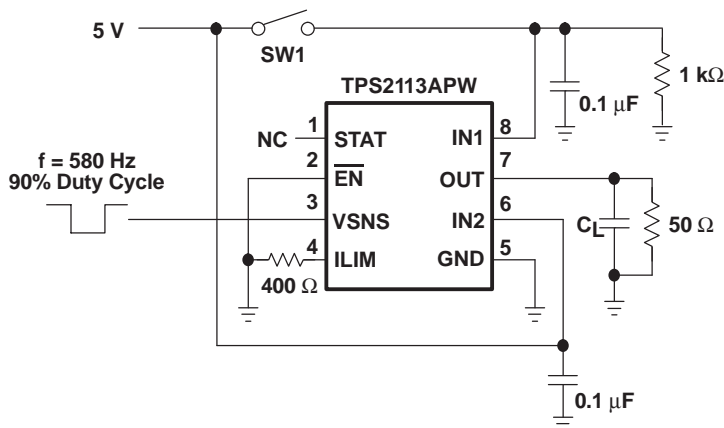 5 V
SW1
TPS2113APW
0.1 μF
1 kΩ
NC
1
STAT
IN1
8
f = 580 Hz
90% Duty Cycle
2
EN
OUT
7
3
VSNS
IN2
6
CL
50 Ω
4
ILIM
GND
5
400 Ω
0.1 μF